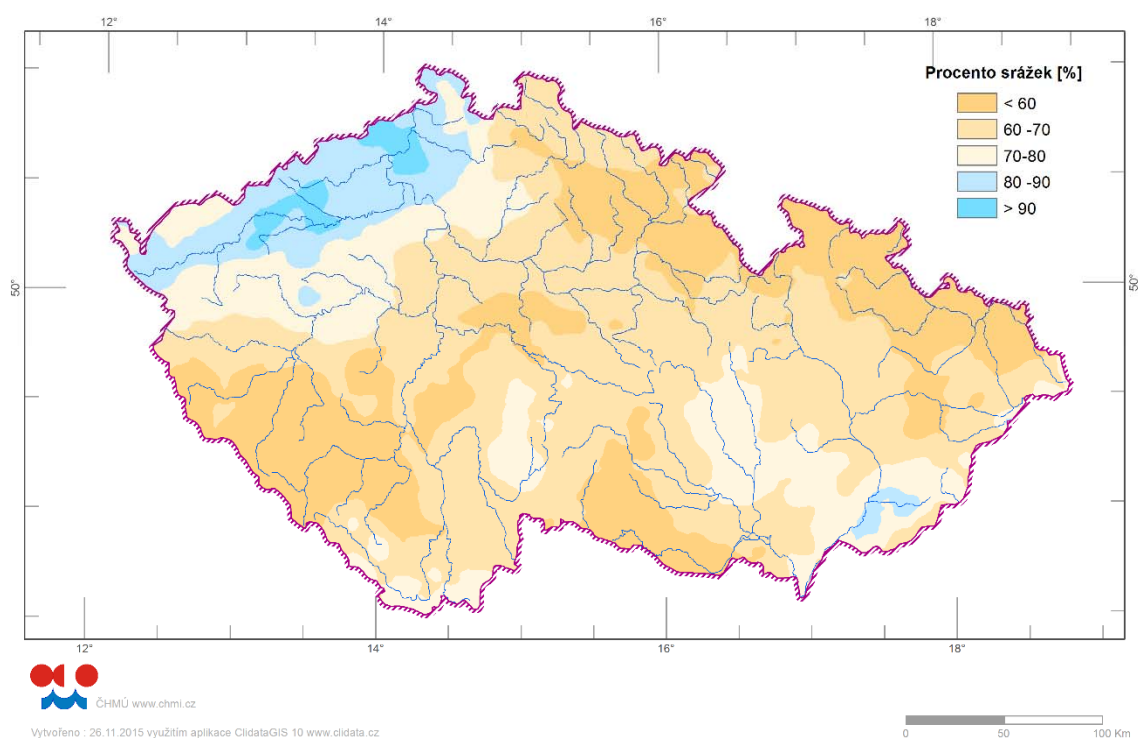 12° 14° 16° 18°
Procento srážek [%]
< 60
60 -70
70-80
80 -90
> 90
50° 50°
12° 14° 16° 18°
ČHMÚ www.chmi.cz
Vytvořeno : 26.11.2015 využitím aplikace ClidataGIS 10 www.clidata.cz
0 50 100 Km